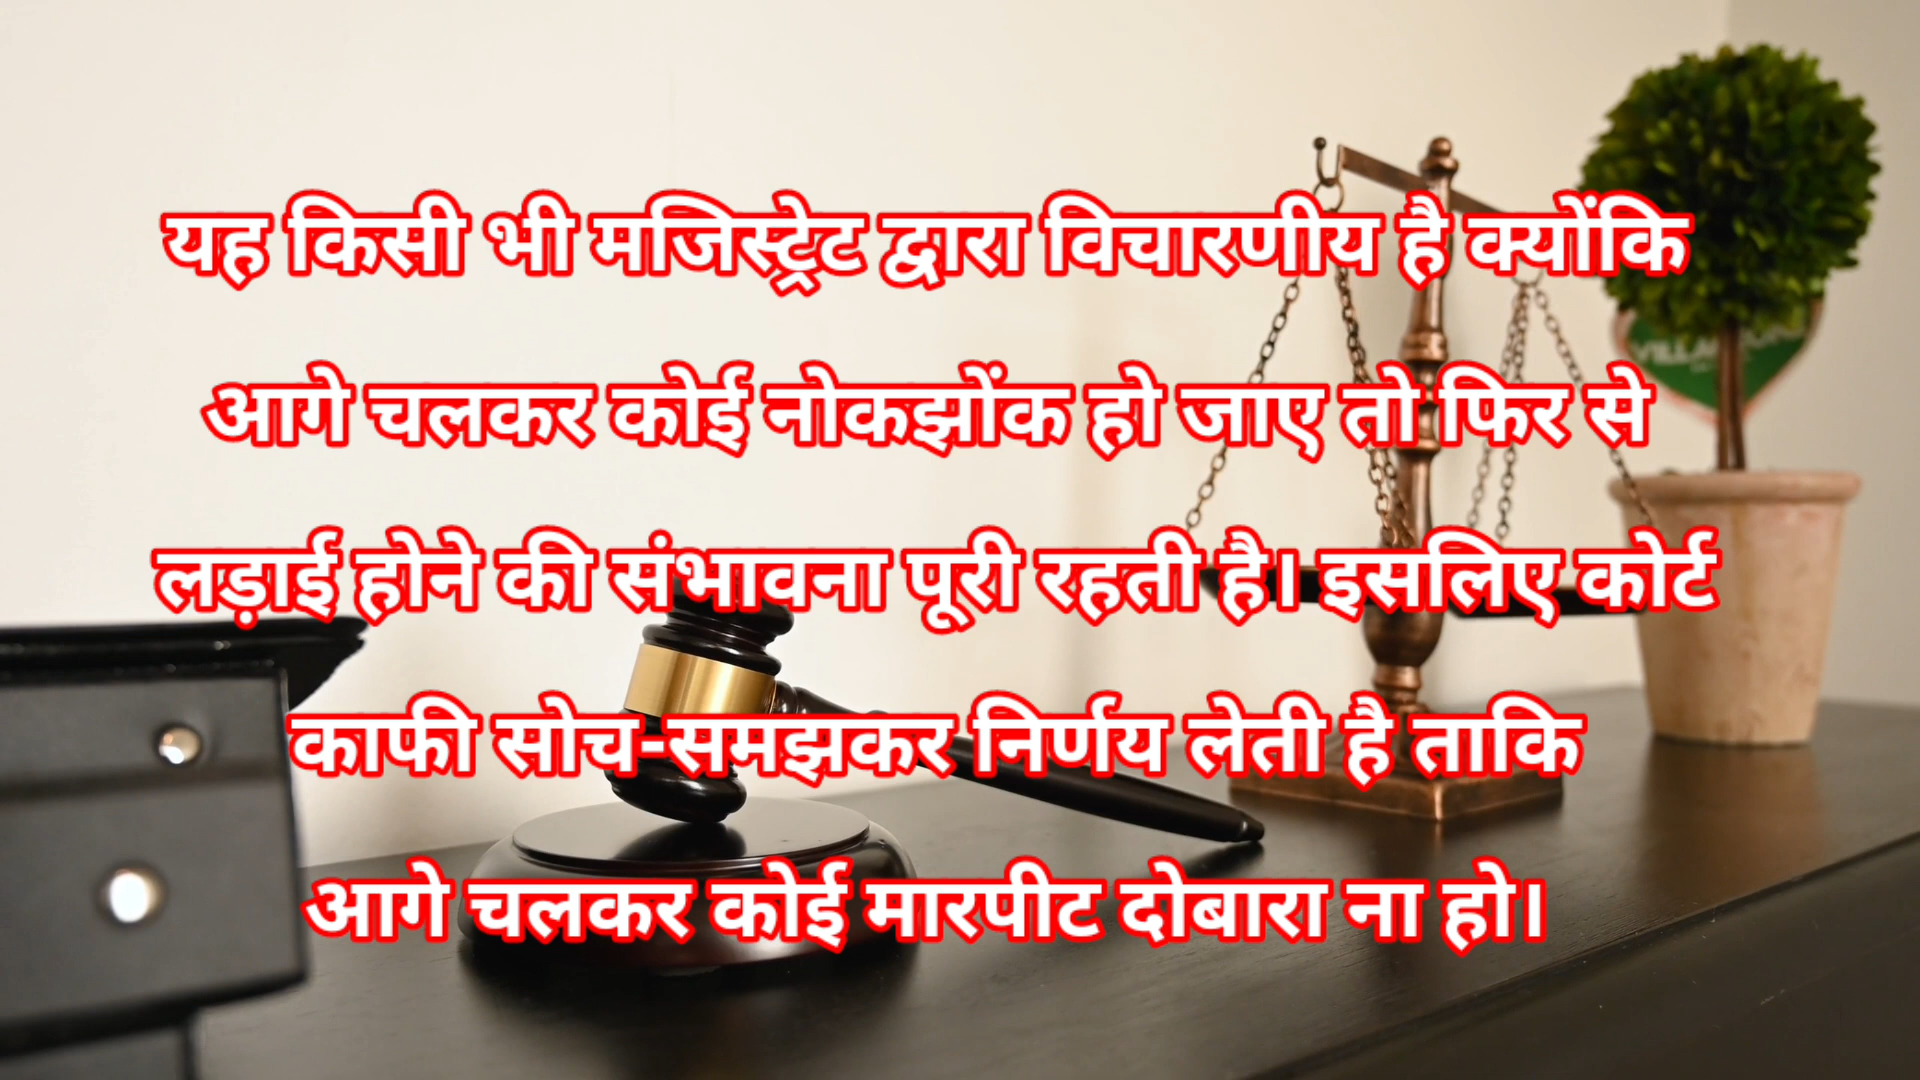 यह किसी भी मजिस्ट्रेट द्वारा विचारणीय है क्योंकि
आगे चलकर कोई नोकझोंक हो जाए तो फिर से
लड़ाई होने की संभावना पूरी रहती है। इसलिए कोर्ट
काफी सोच-समझकर निर्णय लेती है ताकि
आगे चलकर कोई मारपीट दोबारा ना हो।